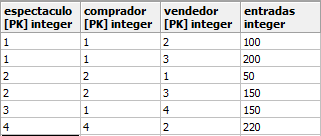 espectaculo comprador vendedor entradas
[PK] integer [PK] integer [PK] integer integer
1 1 2 100
1 1 3 200
2 2 1 50
2 2 3 150
3 1 4 150
4 4 2 220